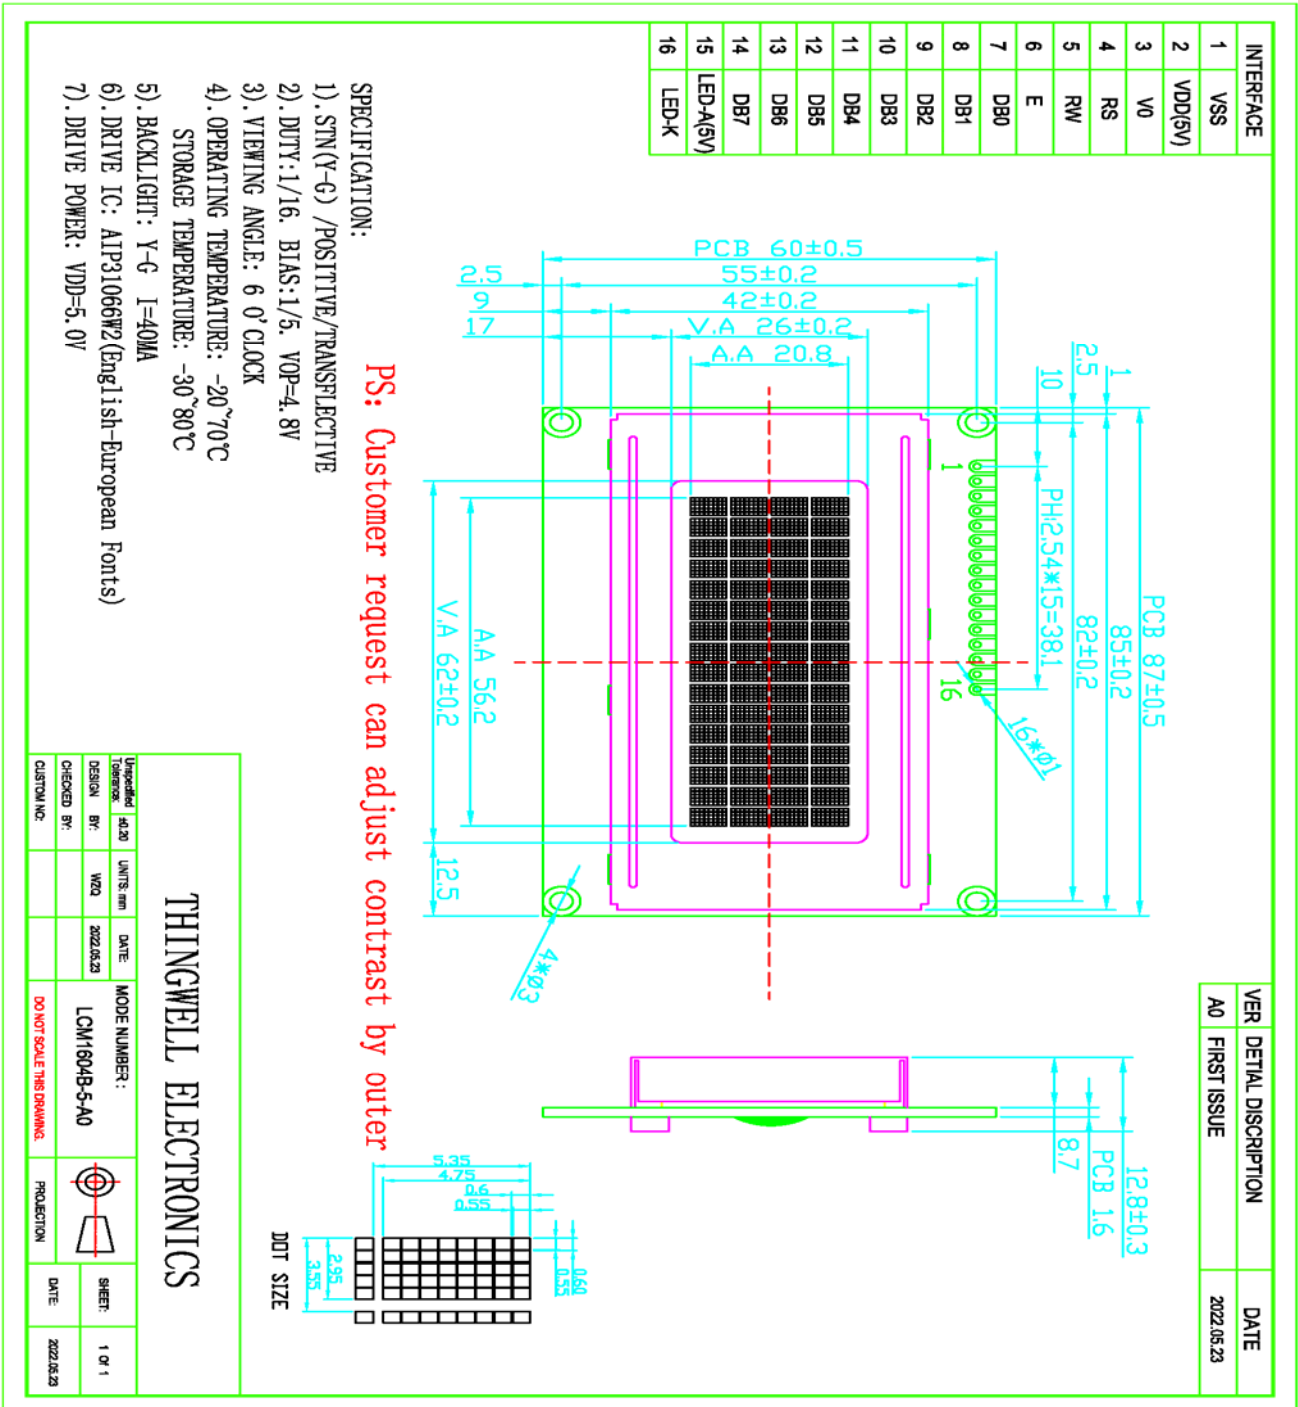 INTERFACE
1 VSS
2 VDD(5V)
3 V0
4 RS
5 RW
6 E
7 DB0
8 DB1
9 DB2
10 DB3
11 DB4
12 DB5
13 DB6
14 DB7
15 LED-A(5V)
16 LED-K
VER DETIAL DISCRIPTION DATE
A0 FIRST ISSUE 2022.05.23
PCB 87±0.5
85±0.2
82±0.2
PH:2.54*15=38.1
1
2.5
10
16*Ø1
1
16
PCB 60±0.5
55±0.2
42±0.2
V.A 26±0.2
A.A 20.8
2.5
9
17
A.A 56.2
V.A 62±0.2
12.5
4*Ø3
12.8±0.3
PCB 1.6
8.7
5.35
4.75
0.6
0.55
0.60
0.55
2.95
3.55
DOT SIZE
PS: Customer request can adjust contrast by outer
SPECIFICATION:
1).STN(Y-G) /POSITIVE/TRANSFLECTIVE
2).DUTY:1/16. BIAS:1/5. VOP=4.8V
3).VIEWING ANGLE: 6 O'CLOCK
4).OPERATING TEMPERATURE: -20~70℃
STORAGE TEMPERATURE: -30~80℃
5).BACKLIGHT: Y-G I=40MA
6).DRIVE IC: AIP31066W2(English-European Fonts)
7).DRIVE POWER: VDD=5.0V
THINGWELL ELECTRONICS
Unspecified Tolerance: ±0.20 UNITS: mm DATE:
DESIGN BY: WZQ 2022.05.23
CHECKED BY:
CUSTOM NO:
MODE NUMBER :
LCM1604B-5-A0
DO NOT SCALE THIS DRAWING.
PROJECTION
SHEET: 1 OF 1
DATE: 2022.05.23